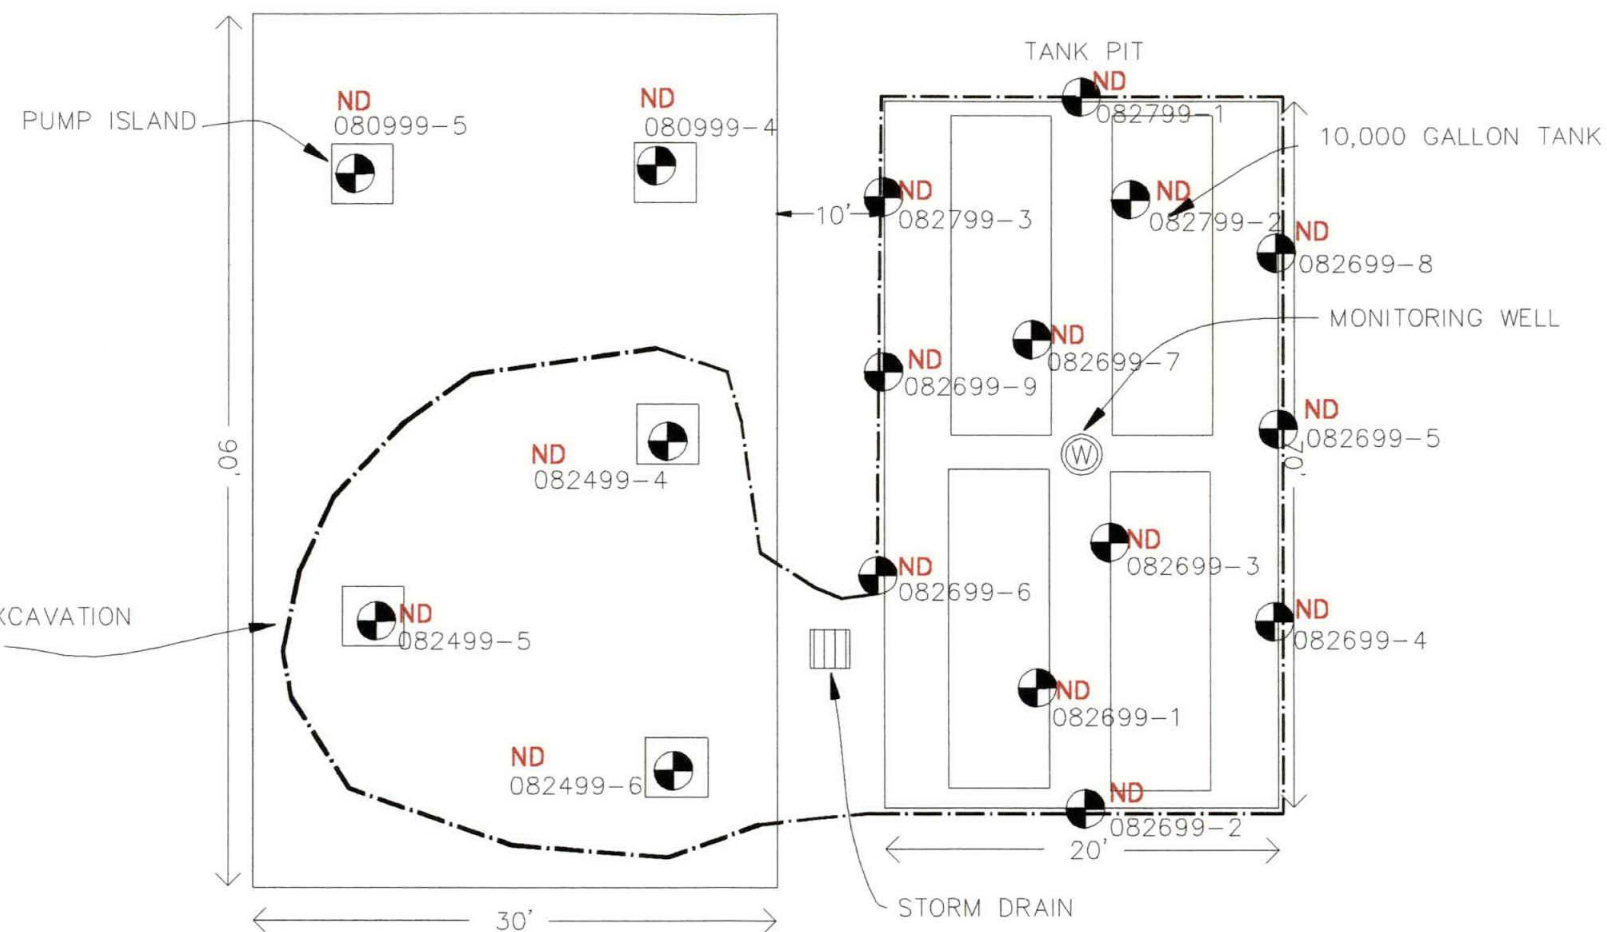 TANK PIT
ND
082799-1
PUMP ISLAND
ND
080999-5
ND
080999-4
10,000 GALLON TANK
ND
082799-3
ND
082799-2
10'
ND
082699-8
MONITORING WELL
ND
082699-7
ND
082699-9
ND
082699-5
90'
70'
W
ND
082499-4
ND
082699-3
ND
082699-6
XCAVATION
ND
082499-5
ND
082699-4
ND
082699-1
ND
082499-6
ND
082699-2
20'
STORM DRAIN
30'